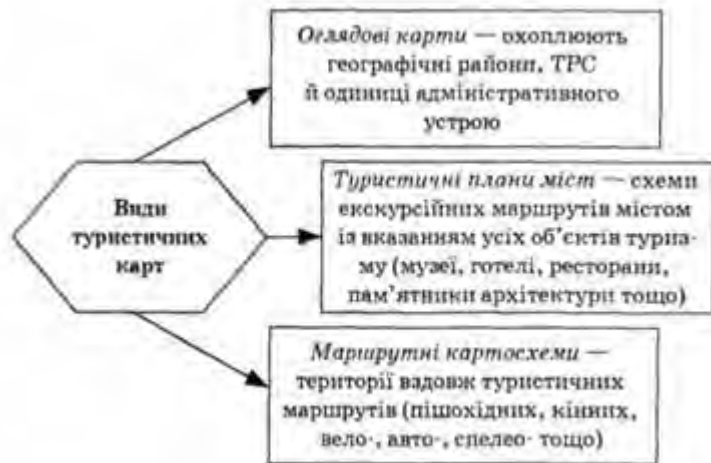 Оглядові карти — охоплюють
географічні райони, ТРС
й одиниці адміністративного
устрою
Види
туристичних
карт
Туристичні плани міст — схеми
екскурсійних маршрутів містом
із вказанням усіх об’єктів туриз-
му (музеї, готелі, ресторани,
пам’ятники архітектури тощо)
Маршрутні картосхеми —
території вздовж туристичних
маршрутів (пішохідних, кінних,
вело-, авто-, спелео- тощо)